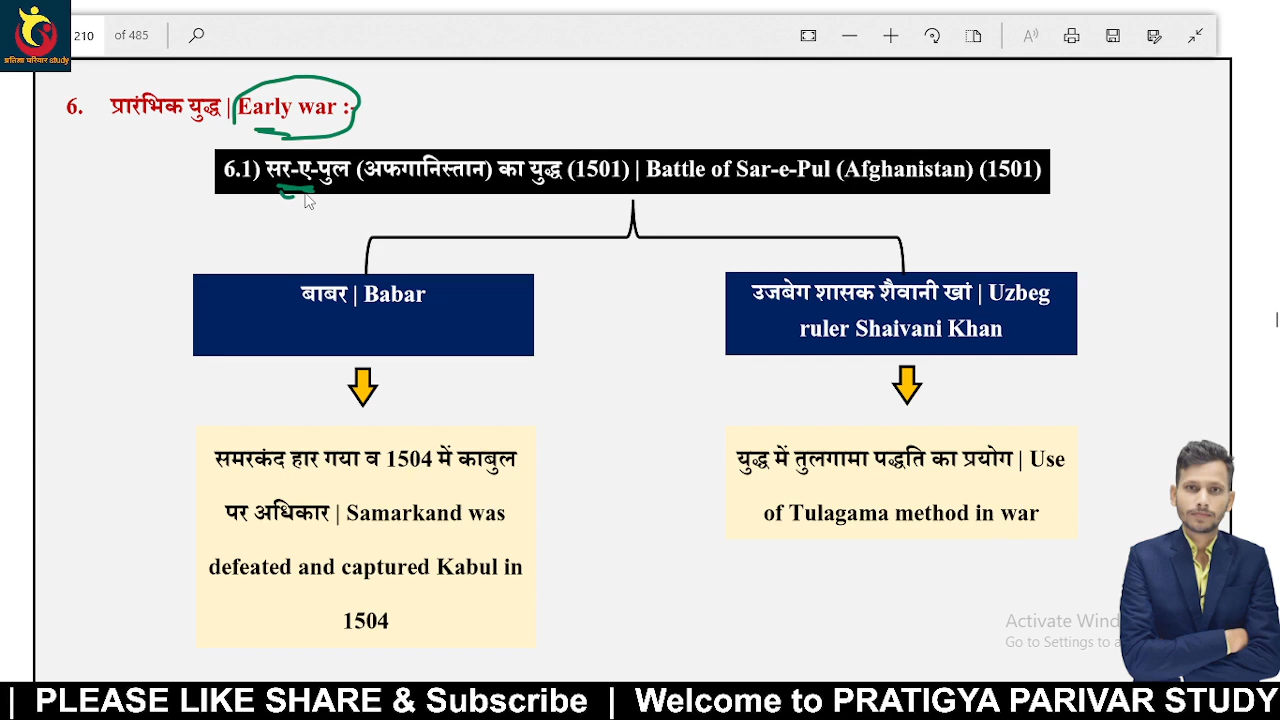 210 of 485
प्रतिज्ञा परिवार study
6. प्रारंभिक युद्ध | Early war :-
6.1) सर-ए-पुल (अफगानिस्तान) का युद्ध (1501) | Battle of Sar-e-Pul (Afghanistan) (1501)
बाबर | Babar
उजबेग शासक शैवानी खां | Uzbeg
ruler Shaivani Khan
समरकंद हार गया व 1504 में काबुल
पर अधिकार | Samarkand was
defeated and captured Kabul in
1504
युद्ध में तुलगामा पद्धति का प्रयोग | Use
of Tulagama method in war
Activate Wind
Go to Settings to a
| PLEASE LIKE SHARE & Subscribe | Welcome to PRATIGYA PARIVAR STUDY